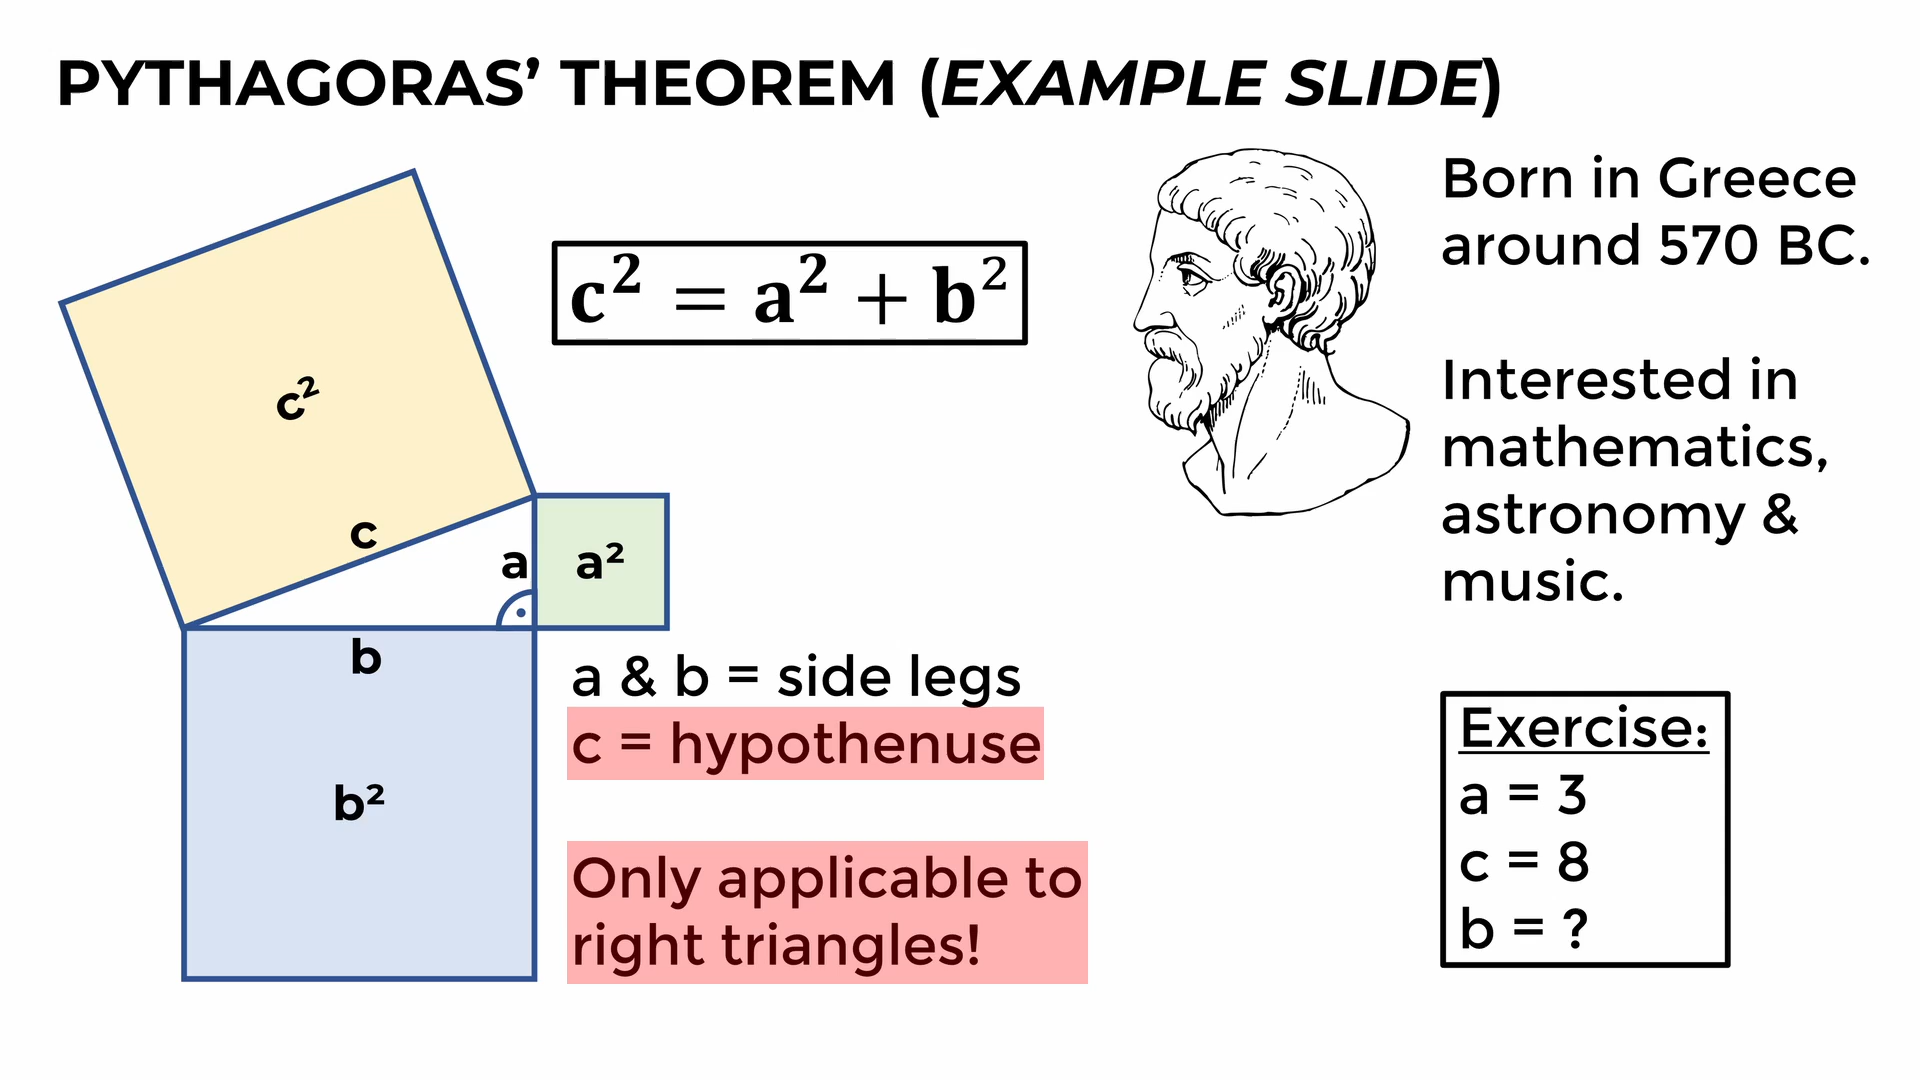 PYTHAGORAS’ THEOREM (EXAMPLE SLIDE)
c²
c
a
a²
b
b²
c² = a² + b²
a & b = side legs
c = hypothenuse
Only applicable to
right triangles!
Born in Greece
around 570 BC.
Interested in
mathematics,
astronomy &
music.
Exercise:
a = 3
c = 8
b = ?